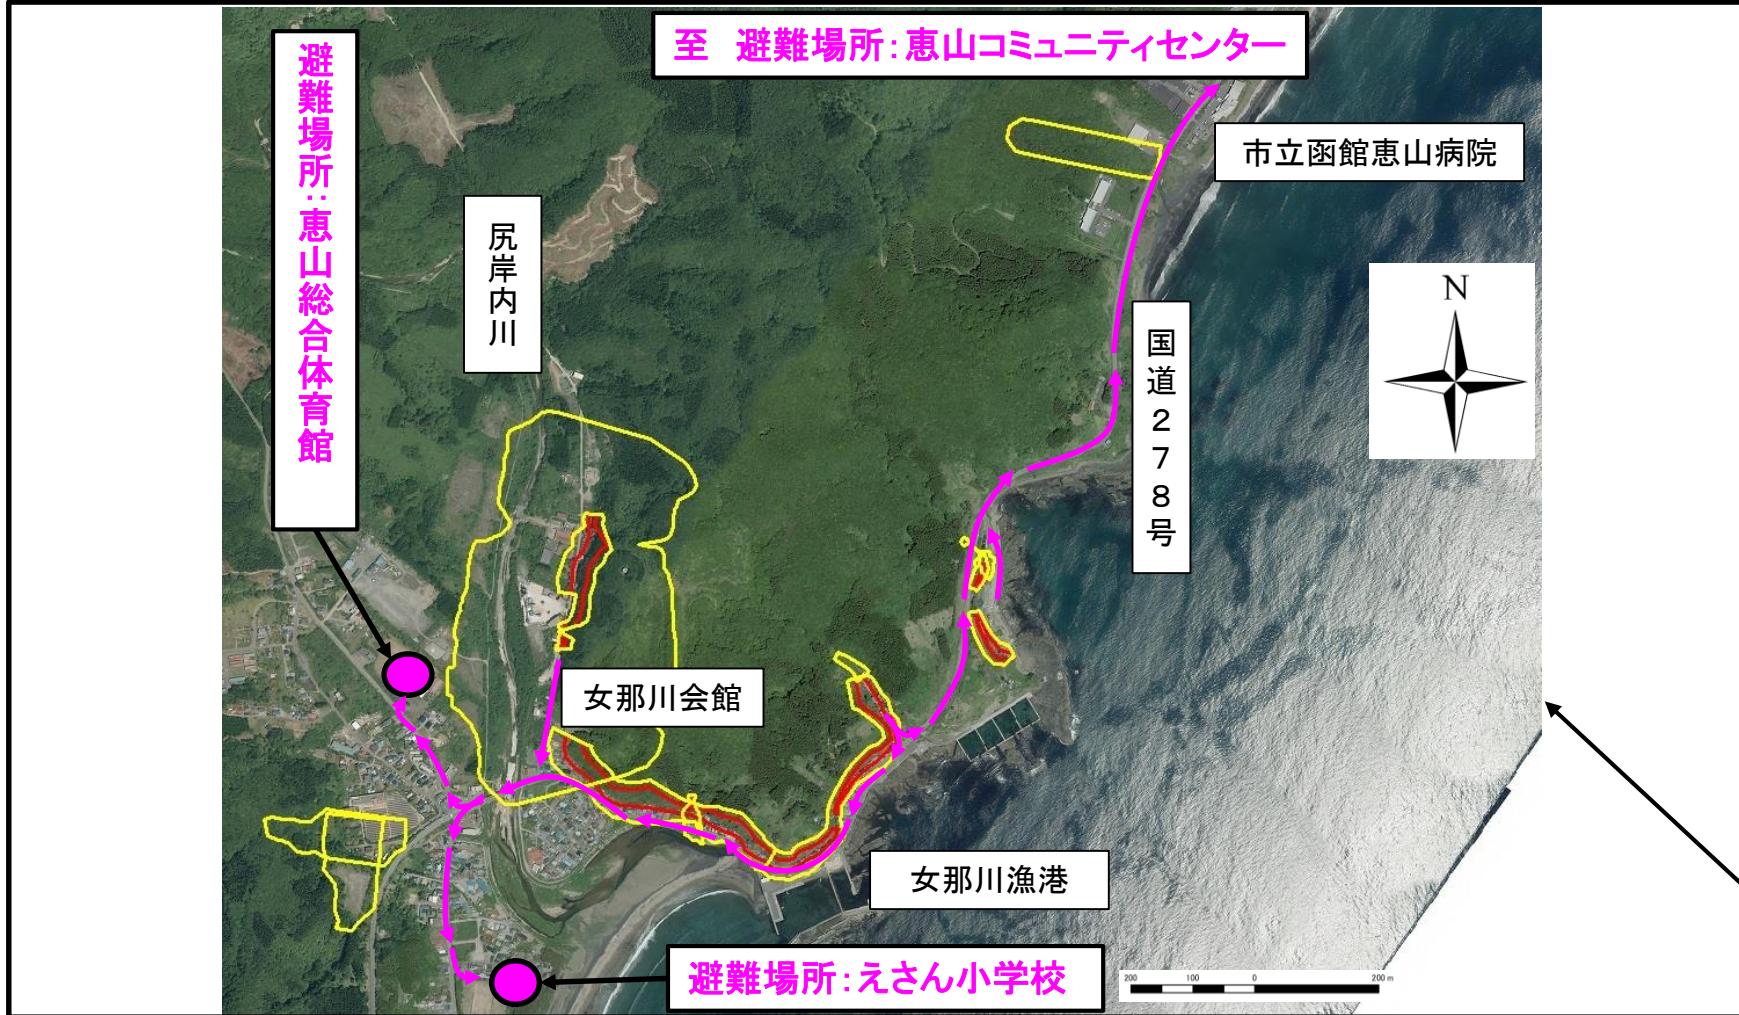 至　避難場所：恵山コミュニティセンター
避難場所：恵山総合体育館
市立函館恵山病院
尻岸内川
N
国道２７８号
女那川会館
女那川漁港
避難場所：えさん小学校
200 100 0 200 m